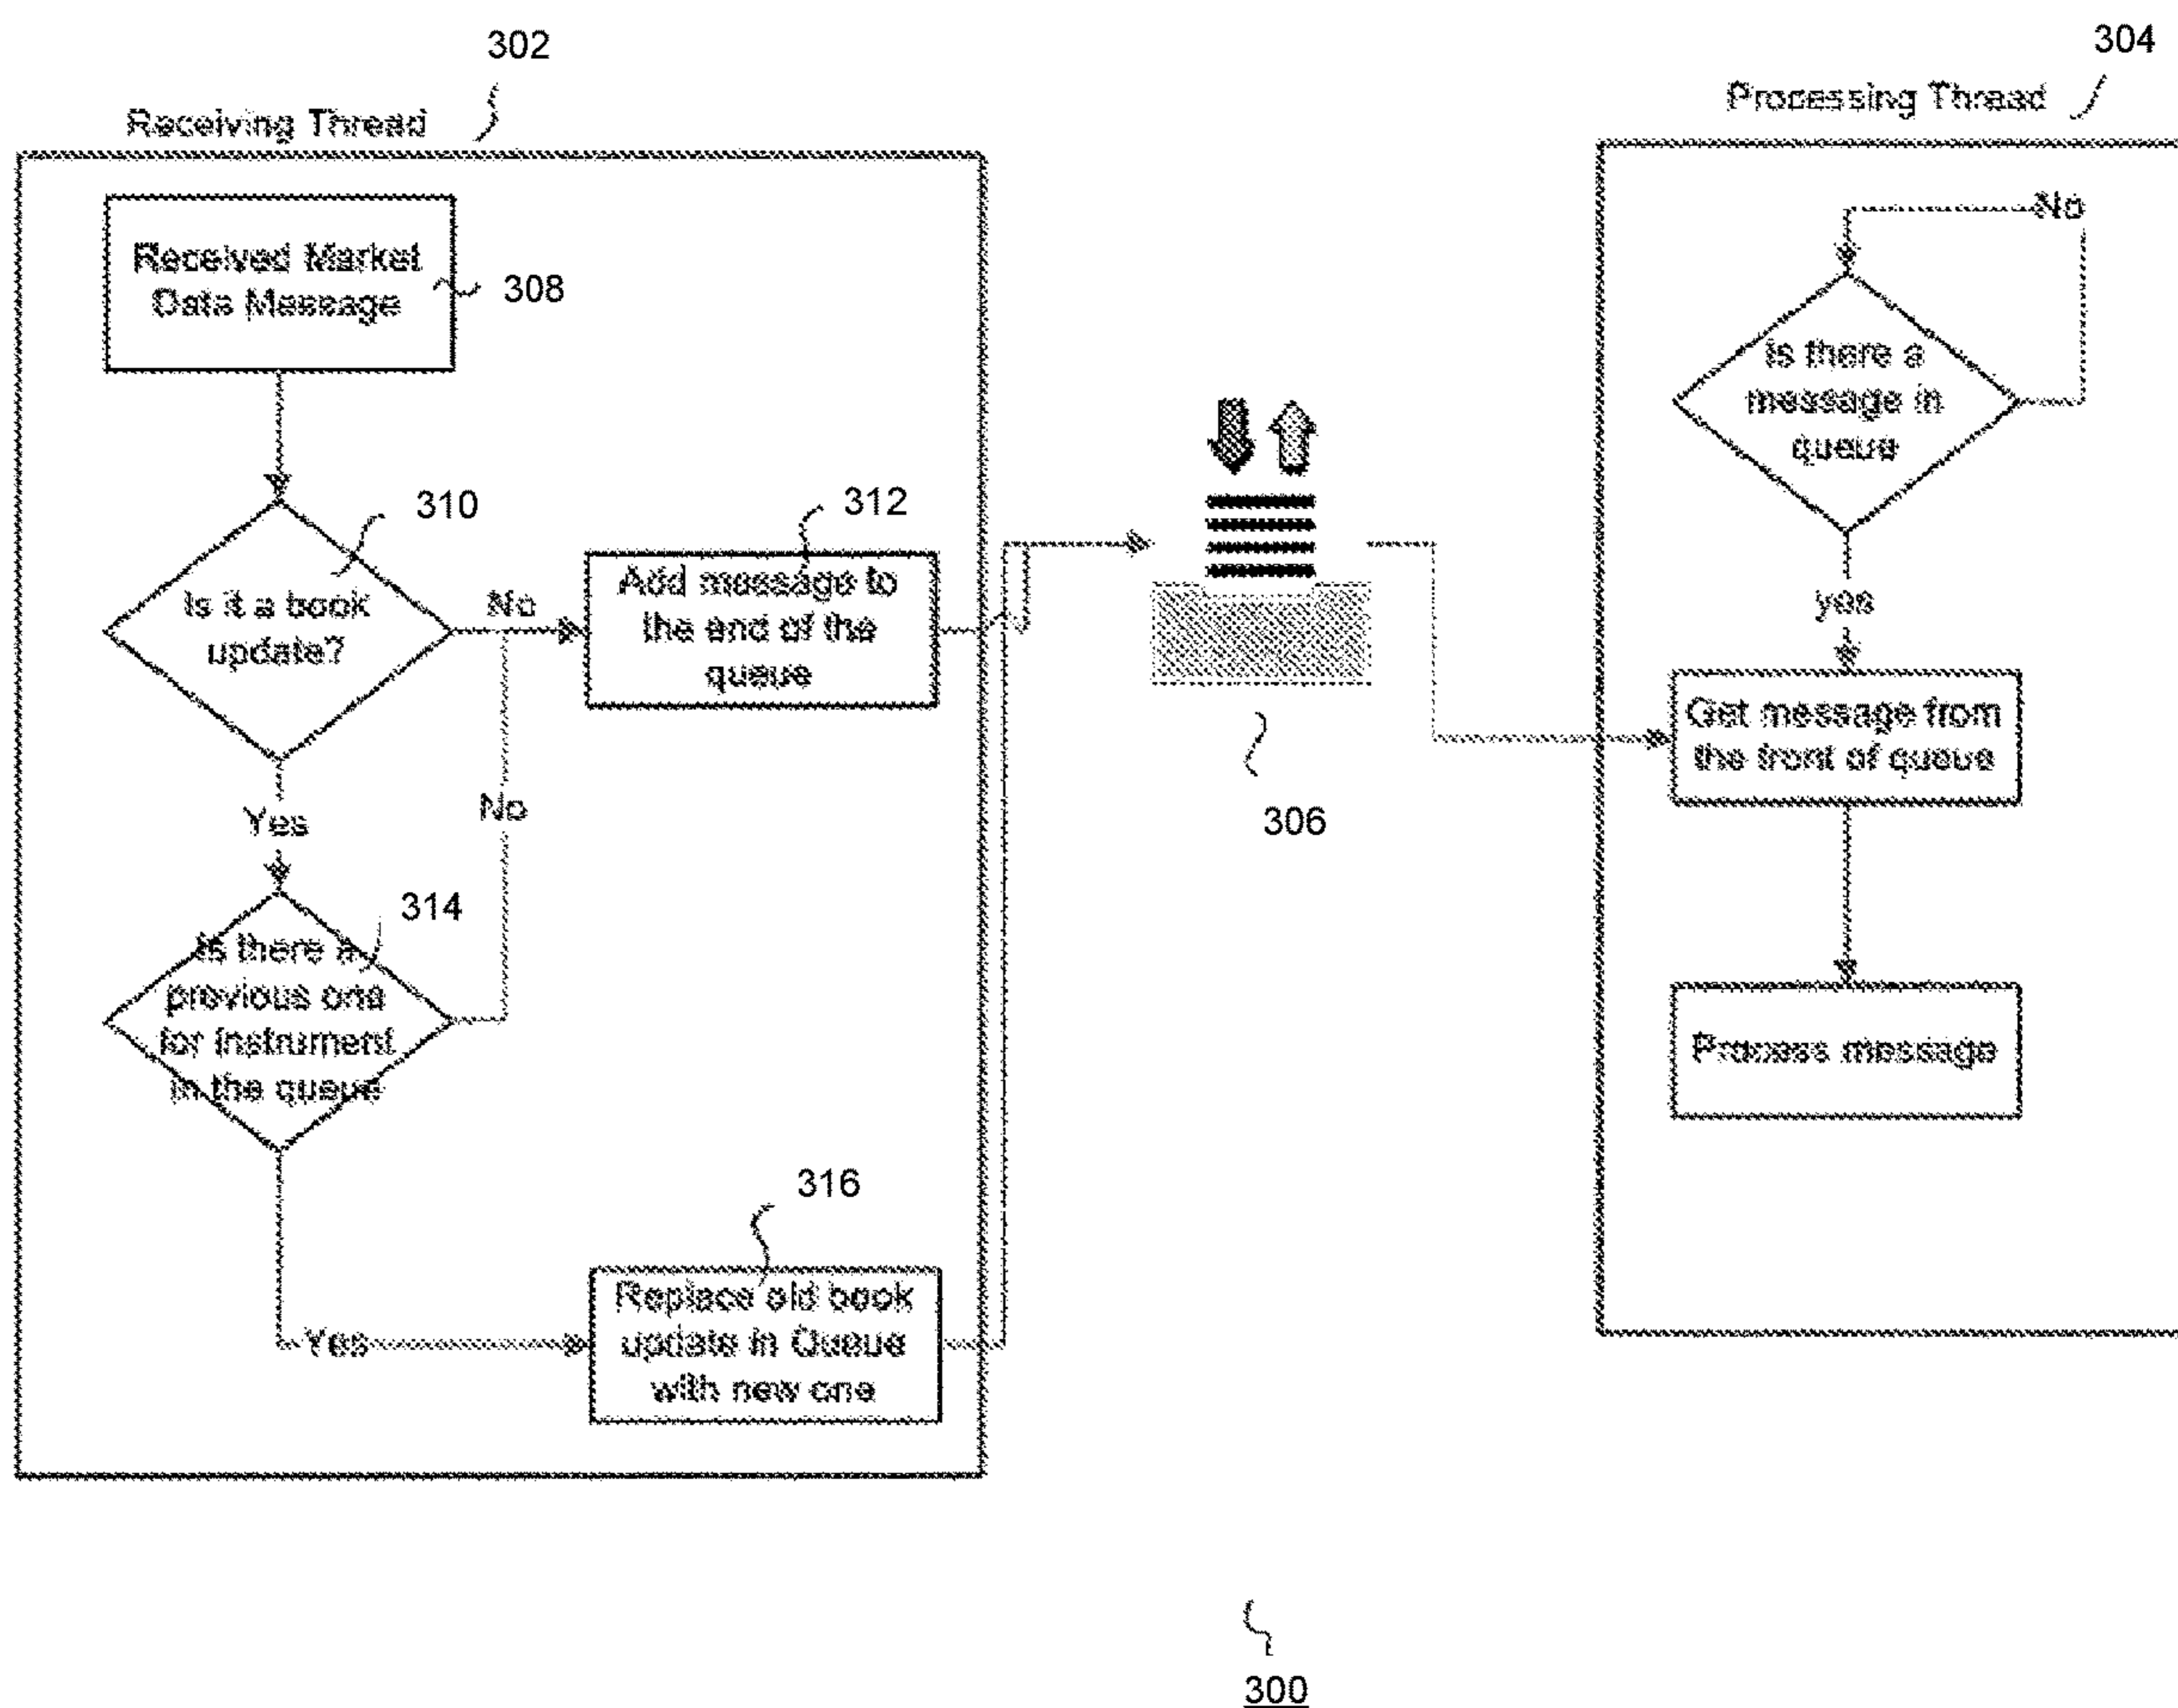 302
304
Receiving Thread
Processing Thread
Received Market
Data Message
308
No
Is there a
message in
queue
310
Is it a book
update?
No
312
Add message to
the end of the
queue
yes
Get message from
the front of queue
306
Yes
No
314
Is there a
previous one
for instrument
in the queue
Process message
316
Yes
Replace old book
update in Queue
with new one
300